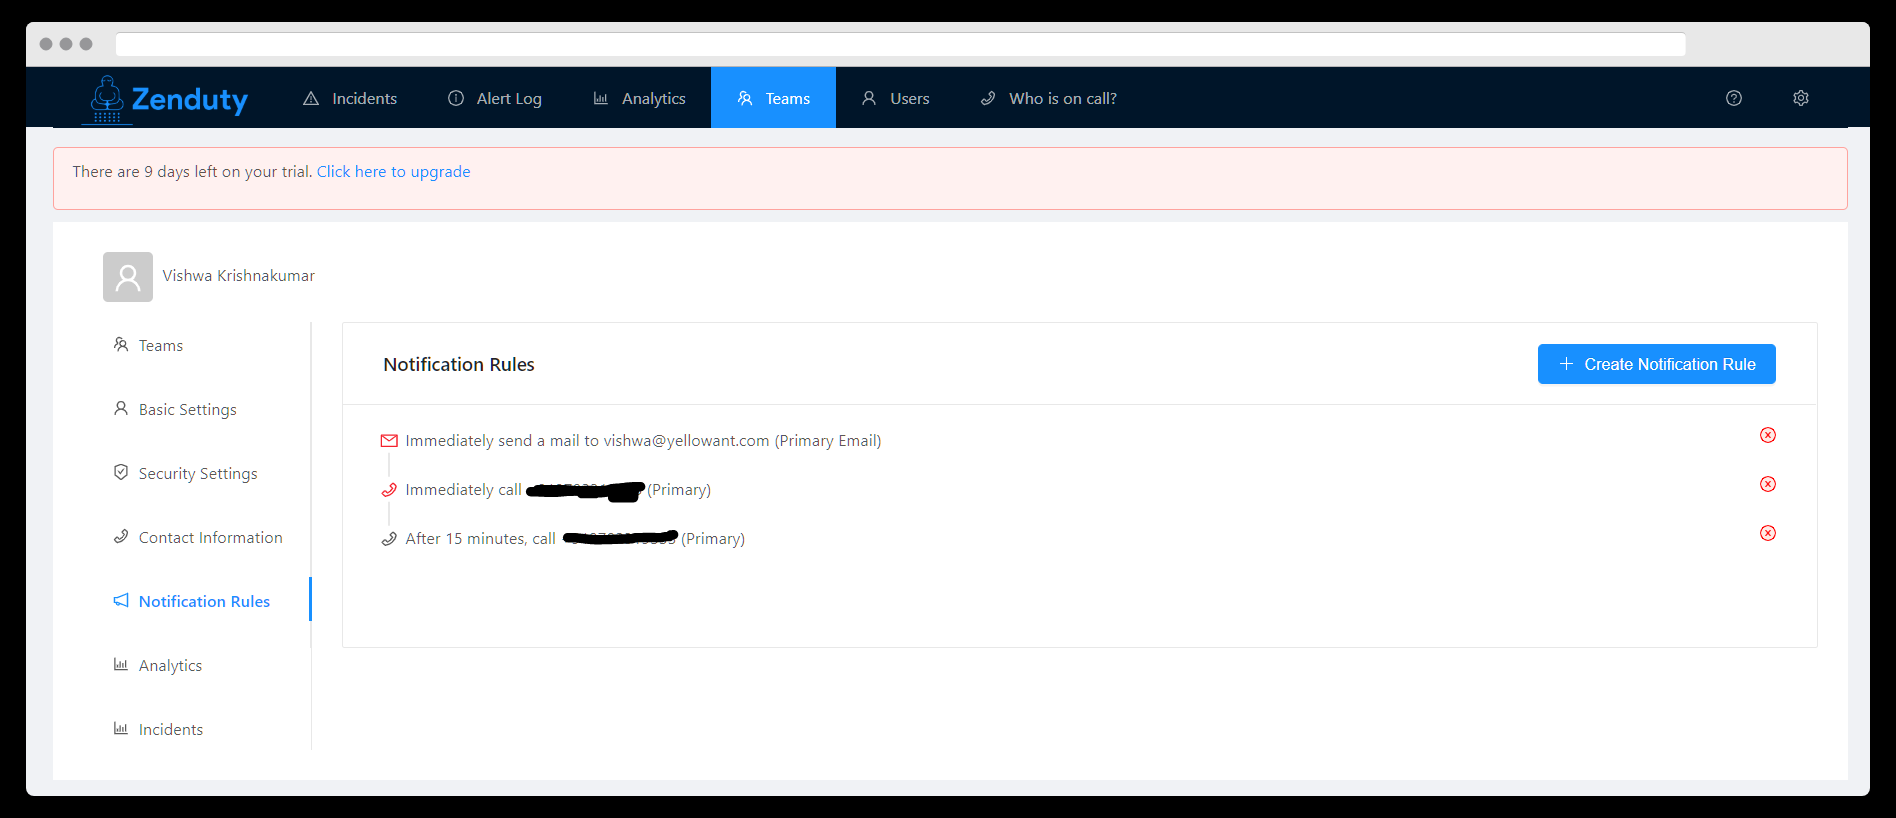 Zenduty Incidents Alert Log Analytics Teams Users Who is on call?
There are 9 days left on your trial. Click here to upgrade
Vishwa Krishnakumar
Teams
Basic Settings
Security Settings
Contact Information
Notification Rules
Analytics
Incidents
Notification Rules
Create Notification Rule
Immediately send a mail to vishwa@yellowant.com (Primary Email)
Immediately call (Primary)
After 15 minutes, call (Primary)